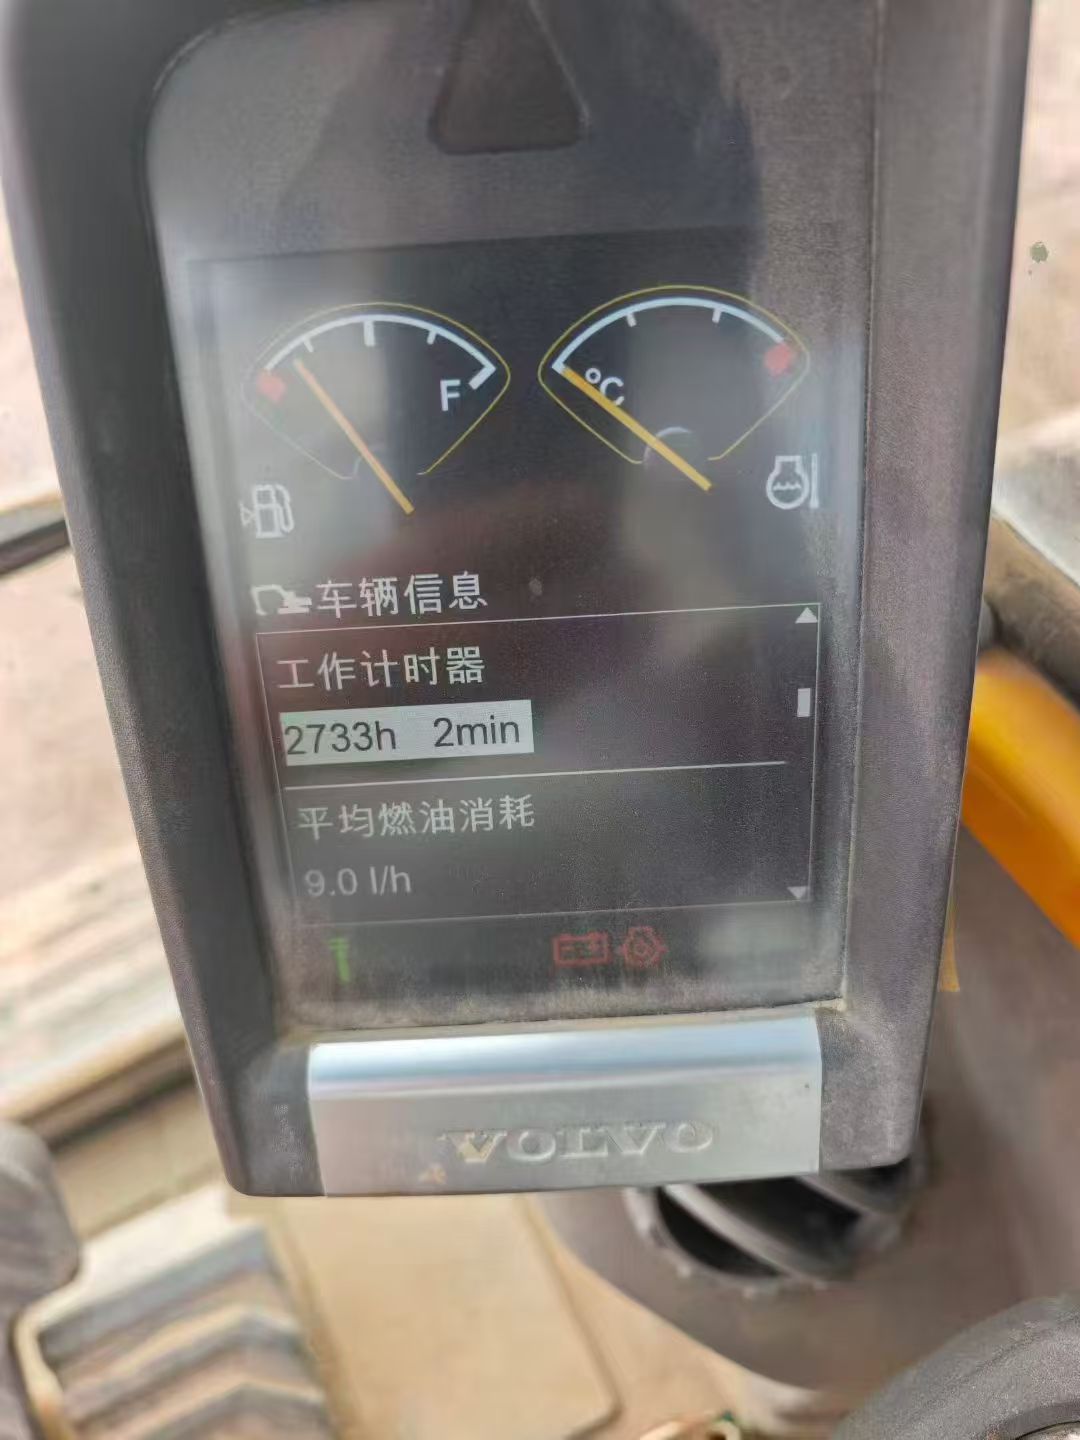 F
°C
车辆信息
工作计时器
2733h 2min
平均燃油消耗
9.0 l/h
VOLVO